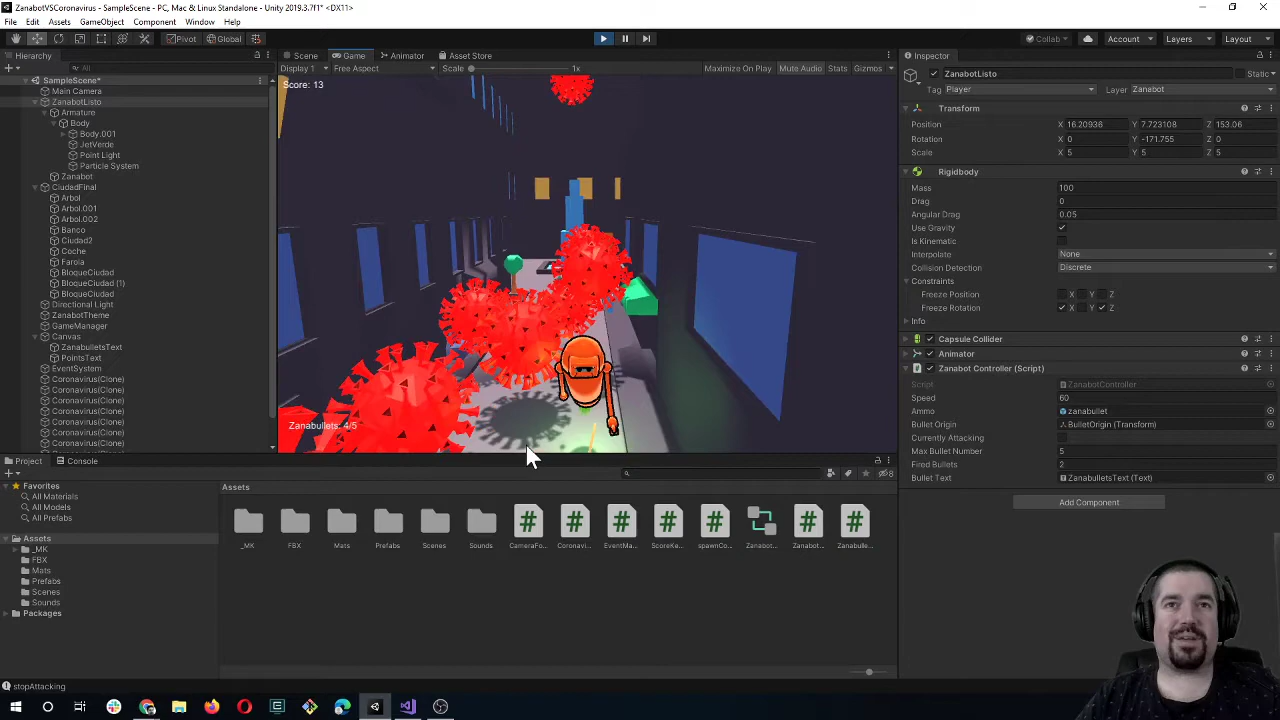 ZanabotVSCoronavirus - SampleScene - PC, Mac & Linux Standalone - Unity 2019.3.7f1* <DX11>
File Edit Assets GameObject Component Window Help
Pivot Global Collab Account Layers Layout
Hierarchy
All
SampleScene*
Main Camera
ZanabotListo
Armature
Body
Body.001
JetVerde
Point Light
Particle System
Zanabot
CiudadFinal
Arbol
Arbol.001
Arbol.002
Banco
Ciudad2
Coche
Farola
BloqueCiudad
BloqueCiudad (1)
BloqueCiudad
Directional Light
ZanabotTheme
GameManager
Canvas
ZanabulletsText
PointsText
EventSystem
Coronavirus(Clone)
Coronavirus(Clone)
Coronavirus(Clone)
Coronavirus(Clone)
Coronavirus(Clone)
Coronavirus(Clone)
Coronavirus(Clone)
Scene Game Animator Asset Store
Display 1 Free Aspect Scale 1x Maximize On Play Mute Audio Stats Gizmos
Score: 13
Zanabullets: 4/5
Inspector
ZanabotListo Static
Tag Player Layer Zanabot
Transform
Position X 16.20936 Y 7.723108 Z 153.06
Rotation X 0 Y -171.755 Z 0
Scale X 5 Y 5 Z 5
Rigidbody
Mass 100
Drag 0
Angular Drag 0.05
Use Gravity
Is Kinematic
Interpolate None
Collision Detection Discrete
Constraints
Freeze Position X Y Z
Freeze Rotation X Y Z
Info
Capsule Collider
Animator
Zanabot Controller (Script)
Script ZanabotController
Speed 60
Ammo zanabullet
Bullet Origin BulletOrigin (Transform)
Currently Attacking
Max Bullet Number 5
Fired Bullets 2
Bullet Text ZanabulletsText (Text)
Add Component
Project Console
8
Favorites
All Materials
All Models
All Prefabs
Assets
_MK
FBX
Mats
Prefabs
Scenes
Sounds
Packages
Assets
_MK FBX Mats Prefabs Scenes Sounds CameraFo... Coronavi... EventMa... ScoreKe... spawnCo... Zanabot... Zanabot... Zanabulle...
stopAttacking